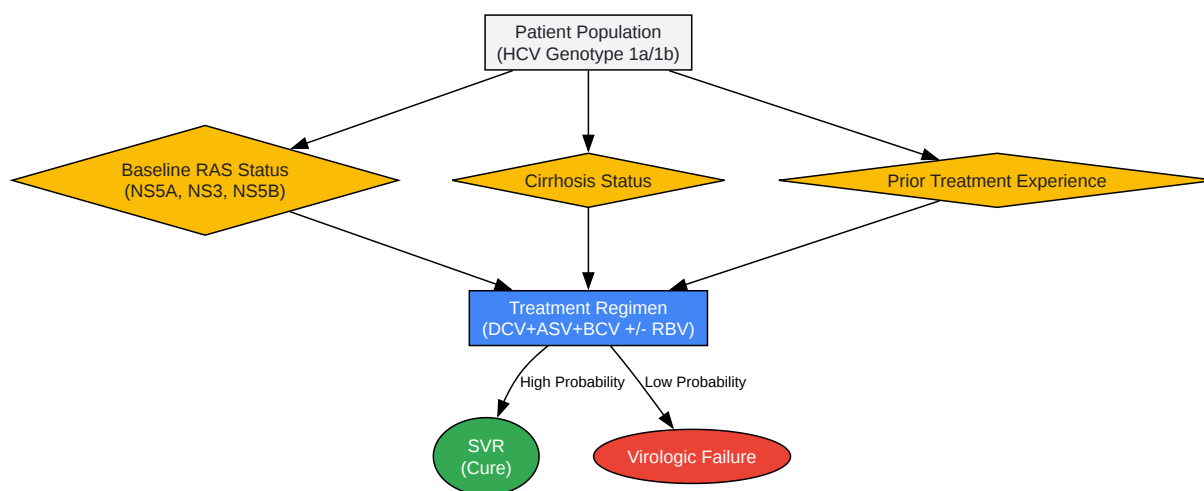 Patient Population
(HCV Genotype 1a/1b)
Baseline RAS Status
(NS5A, NS3, NS5B)
Cirrhosis Status
Prior Treatment Experience
Treatment Regimen
(DCV+ASV+BCV +/- RBV)
High Probability
Low Probability
SVR
(Cure)
Virologic Failure